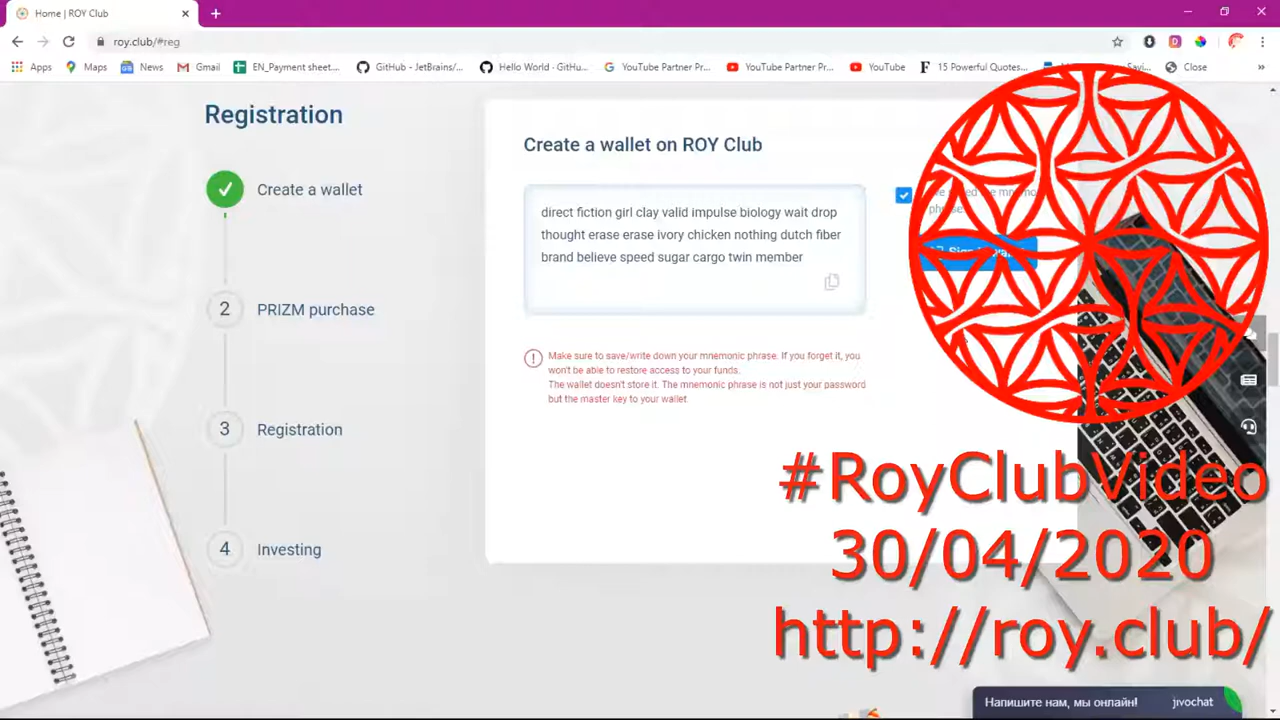 Home | ROY Club
roy.club/#reg
Apps Maps News Gmail EN_Payment sheet... GitHub - JetBrains/... Hello World · GitHu... YouTube Partner Pr... YouTube Partner Pr... YouTube 15 Powerful Quotes... Close
Registration
Create a wallet
2 PRIZM purchase
3 Registration
4 Investing
Create a wallet on ROY Club
direct fiction girl clay valid impulse biology wait drop
thought erase erase ivory chicken nothing dutch fiber
brand believe speed sugar cargo twin member
Make sure to save/write down your mnemonic phrase. If you forget it, you
won't be able to restore access to your funds.
The wallet doesn't store it. The mnemonic phrase is not just your password
but the master key to your wallet.
#RoyClubVideo
30/04/2020
http://roy.club/
Напишите нам, мы онлайн! jivochat